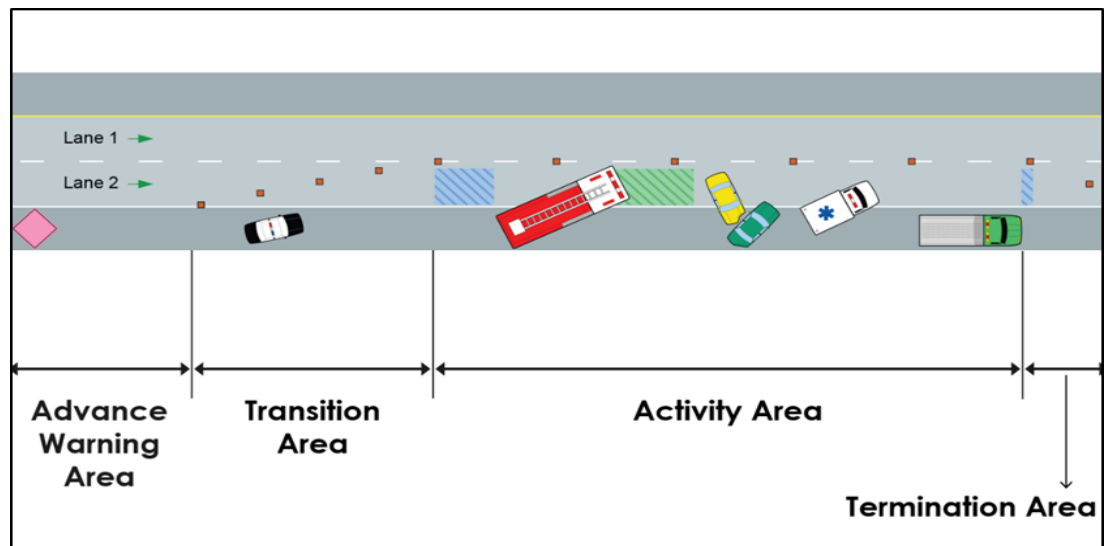 Lane 1
Lane 2
Advance
Warning
Area
Transition
Area
Activity Area
Termination Area